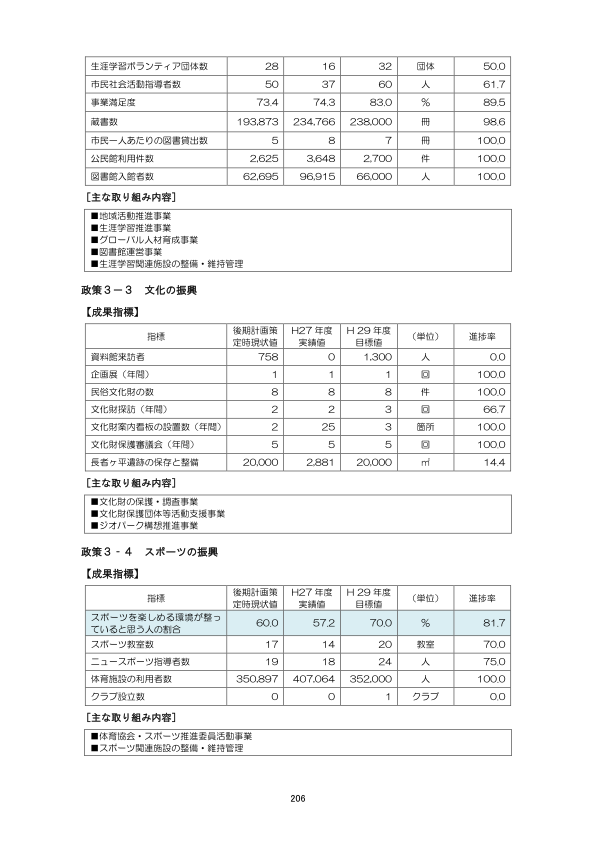 生涯学習ボランティア団体数 28 16 32 団体 50.0
市民社会活動指導者数 50 37 60 人 61.7
事業満足度 73.4 74.3 83.0 % 89.5
蔵書数 193,873 234,766 238,000 冊 98.6
市民一人あたりの図書貸出数 5 8 7 冊 100.0
公民館利用件数 2,625 3,648 2,700 件 100.0
図書館入館者数 62,695 96,915 66,000 人 100.0
［主な取り組み内容］
■地域活動推進事業
■生涯学習推進事業
■グローバル人材育成事業
■図書館運営事業
■生涯学習関連施設の整備・維持管理
政策３－３　文化の振興
【成果指標】
指標 後期計画策定時現状値 H27 年度実績値 H 29 年度目標値 （単位） 進捗率
資料館来訪者 758 0 1,300 人 0.0
企画展（年間） 1 1 1 回 100.0
民俗文化財の数 8 8 8 件 100.0
文化財探訪（年間） 2 2 3 回 66.7
文化財案内看板の設置数（年間） 2 25 3 箇所 100.0
文化財保護審議会（年間） 5 5 5 回 100.0
長者ヶ平遺跡の保存と整備 20,000 2,881 20,000 ㎡ 14.4
［主な取り組み内容］
■文化財の保護・調査事業
■文化財保護団体等活動支援事業
■ジオパーク構想推進事業
政策３‐４　スポーツの振興
【成果指標】
指標 後期計画策定時現状値 H27 年度実績値 H 29 年度目標値 （単位） 進捗率
スポーツを楽しめる環境が整っていると思う人の割合 60.0 57.2 70.0 % 81.7
スポーツ教室数 17 14 20 教室 70.0
ニュースポーツ指導者数 19 18 24 人 75.0
体育施設の利用者数 350,897 407,064 352,000 人 100.0
クラブ設立数 0 0 1 クラブ 0.0
［主な取り組み内容］
■体育協会・スポーツ推進委員活動事業
■スポーツ関連施設の整備・維持管理
206